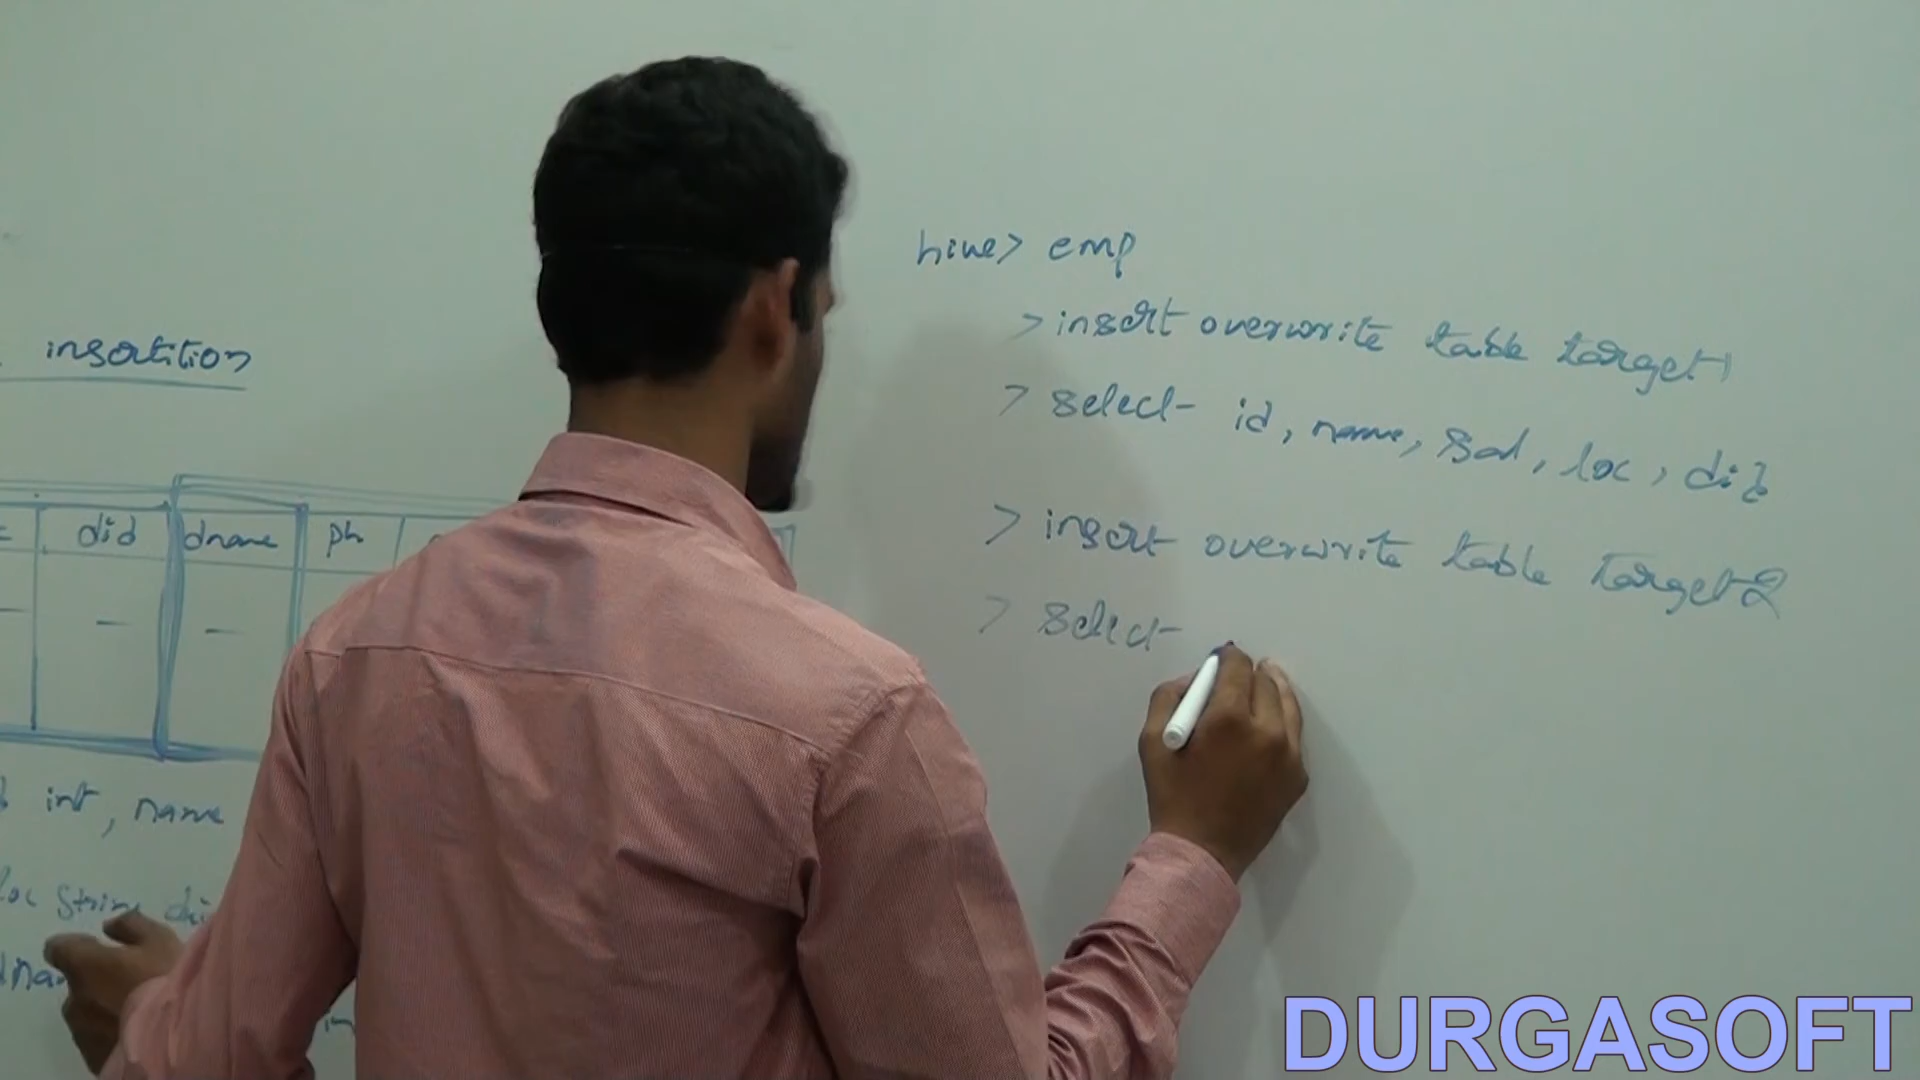 insertition
did dname ph
int, name
loc string
hive> emp
> insert overwrite table target1
> select id, name, sal, loc, did
> insert overwrite table target2
> select
DURGASOFT